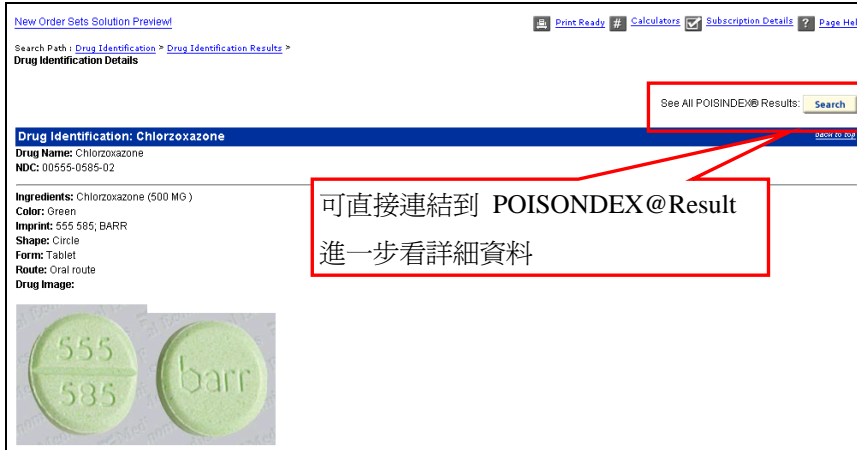 New Order Sets Solution Preview!
Print Ready # Calculators Subscription Details ? Page Hel
Search Path : Drug Identification > Drug Identification Results >
Drug Identification Details
See All POISINDEX® Results: Search
Drug Identification: Chlorzoxazone
back to top
Drug Name: Chlorzoxazone
NDC: 00555-0585-02
Ingredients: Chlorzoxazone (500 MG )
Color: Green
Imprint: 555 585; BARR
Shape: Circle
Form: Tablet
Route: Oral route
Drug Image:
可直接連結到 POISONDEX@Result
進一步看詳細資料
555
585
barr